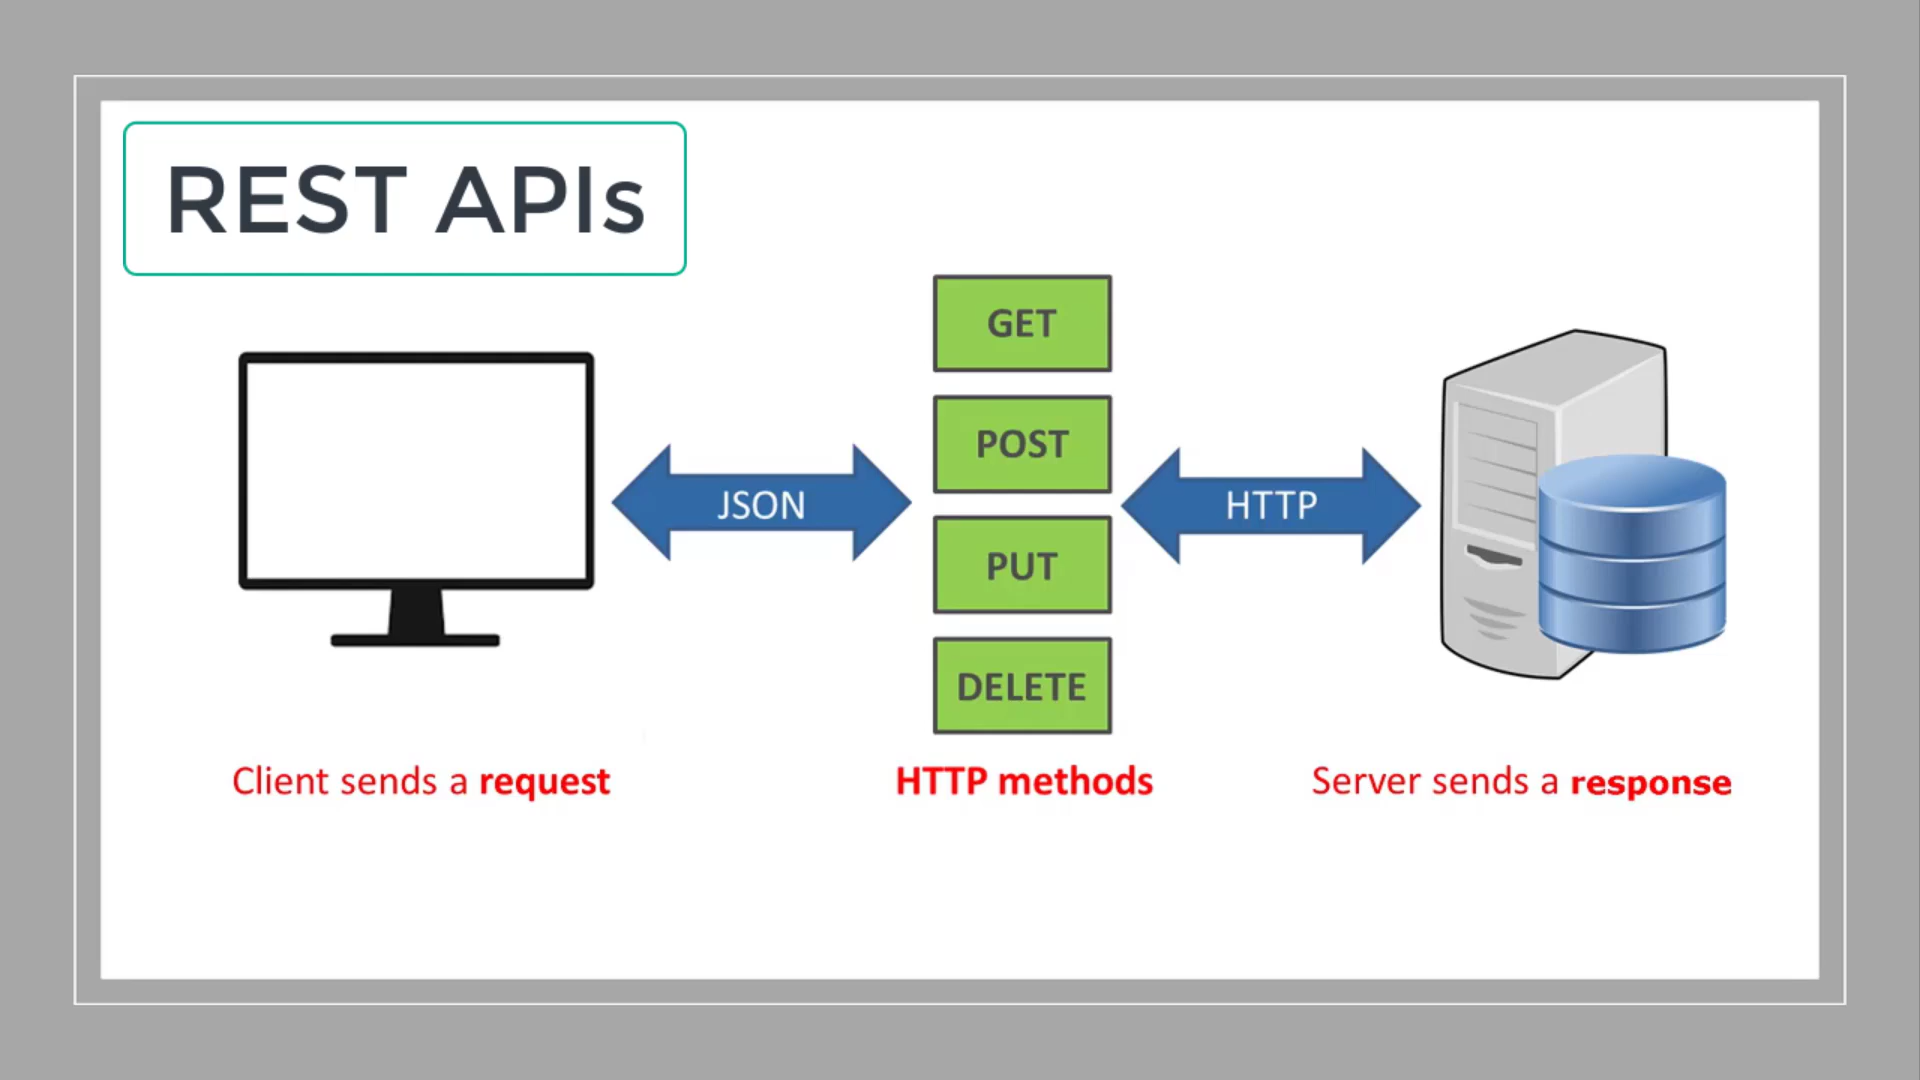 REST APIs
GET
POST
JSON
HTTP
PUT
DELETE
Client sends a request
HTTP methods
Server sends a response